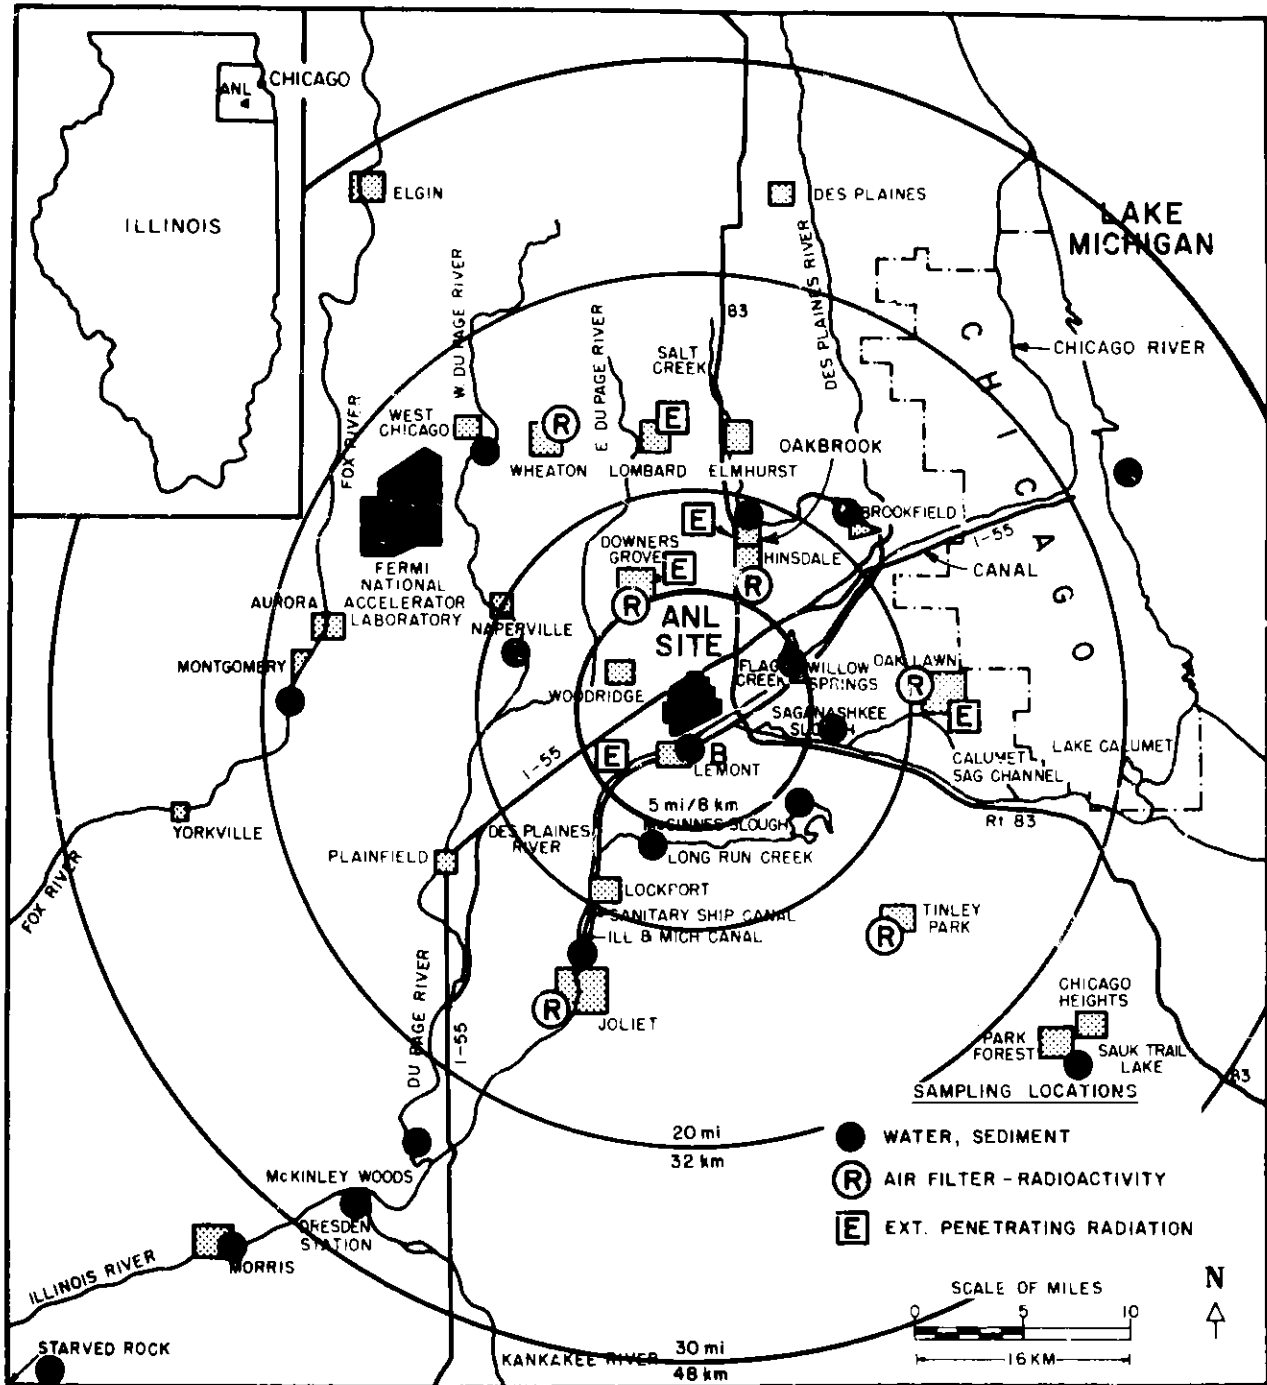 CHICAGO
ANL
ILLINOIS
ELGIN
DES PLAINES
LAKE
MICHIGAN
W. DU PAGE RIVER
E DU PAGE RIVER
DES PLAINES RIVER
83
SALT
CREEK
CHICAGO RIVER
CHICAGO
FOX RIVER
WEST
CHICAGO
R
E
WHEATON
LOMBARD
ELMHURST
OAKBROOK
E
BROOKFIELD
I-55
DOWNERS
GROVE
E
HINSDALE
CANAL
FERMI
NATIONAL
ACCELERATOR
LABORATORY
AURORA
R
R
NAPERVILLE
ANL
SITE
MONTGOMERY
WOODRIDGE
FLAG
CREEK
WILLOW
SPRINGS
OAK LAWN
R
E
SAGANASHKEE
SLOUGH
I-55
E
B
LEMONT
CALUMET
SAG CHANNEL
LAKE CALUMET
5 mi/8 km
McGINNES SLOUGH
Rt 83
YORKVILLE
DES PLAINES
RIVER
PLAINFIELD
LONG RUN CREEK
FOX RIVER
LOCKPORT
SANITARY SHIP CANAL
ILL & MICH CANAL
TINLEY
PARK
R
DU PAGE RIVER
I-55
R
JOLIET
CHICAGO
HEIGHTS
PARK
FOREST
SAUK TRAIL
LAKE
83
SAMPLING LOCATIONS
20 mi
32 km
WATER, SEDIMENT
R AIR FILTER - RADIOACTIVITY
E EXT. PENETRATING RADIATION
McKINLEY WOODS
DRESDEN
STATION
MORRIS
ILLINOIS RIVER
STARVED ROCK
KANKAKEE RIVER
30 mi
48 km
SCALE OF MILES
0 5 10
16 KM
N